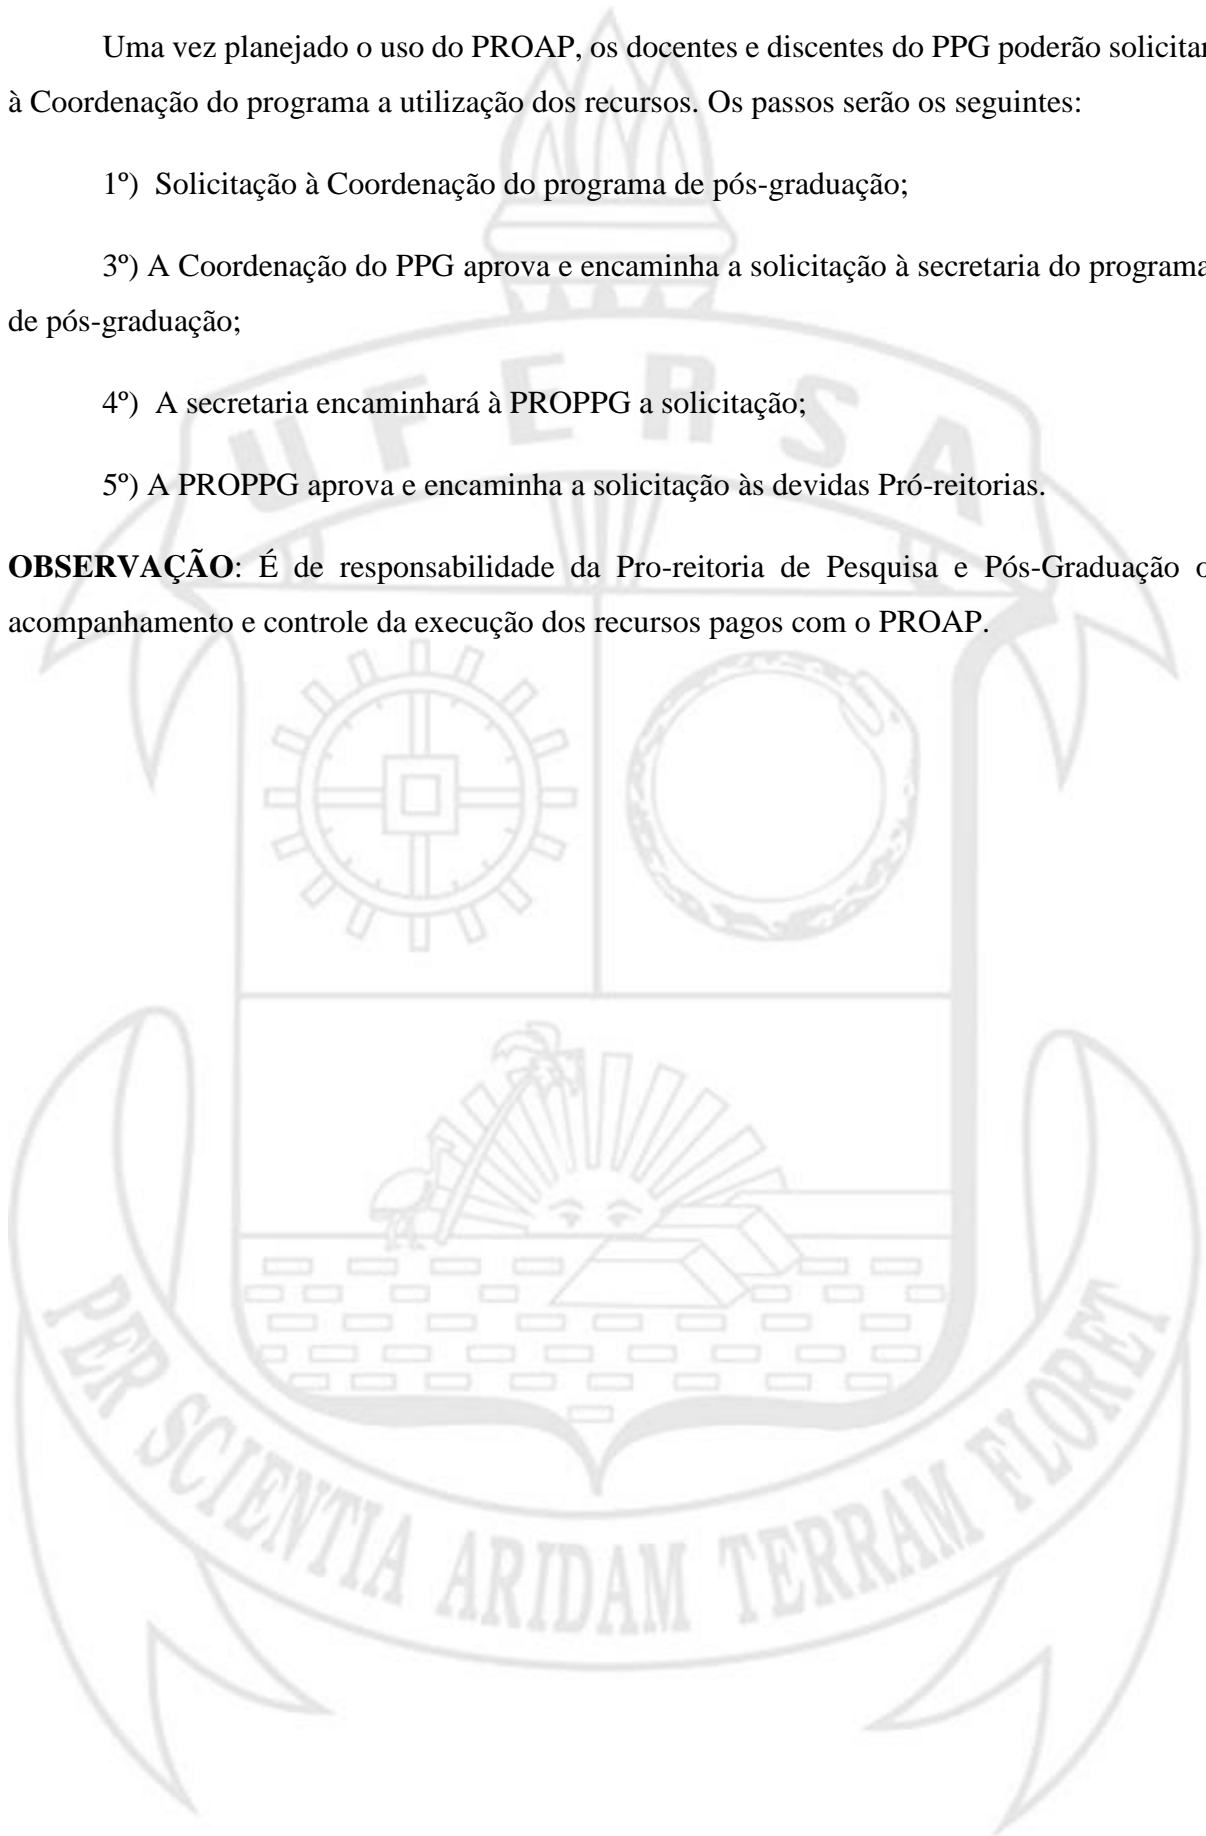 Uma vez planejado o uso do PROAP, os docentes e discentes do PPG poderão solicitar
à Coordenação do programa a utilização dos recursos. Os passos serão os seguintes:
1º) Solicitação à Coordenação do programa de pós-graduação;
3º) A Coordenação do PPG aprova e encaminha a solicitação à secretaria do programa
de pós-graduação;
4º) A secretaria encaminhará à PROPPG a solicitação;
5º) A PROPPG aprova e encaminha a solicitação às devidas Pró-reitorias.
OBSERVAÇÃO: É de responsabilidade da Pro-reitoria de Pesquisa e Pós-Graduação o
acompanhamento e controle da execução dos recursos pagos com o PROAP.
UFERSA
PER SCIENTIA ARIDAM TERRAM FLORET